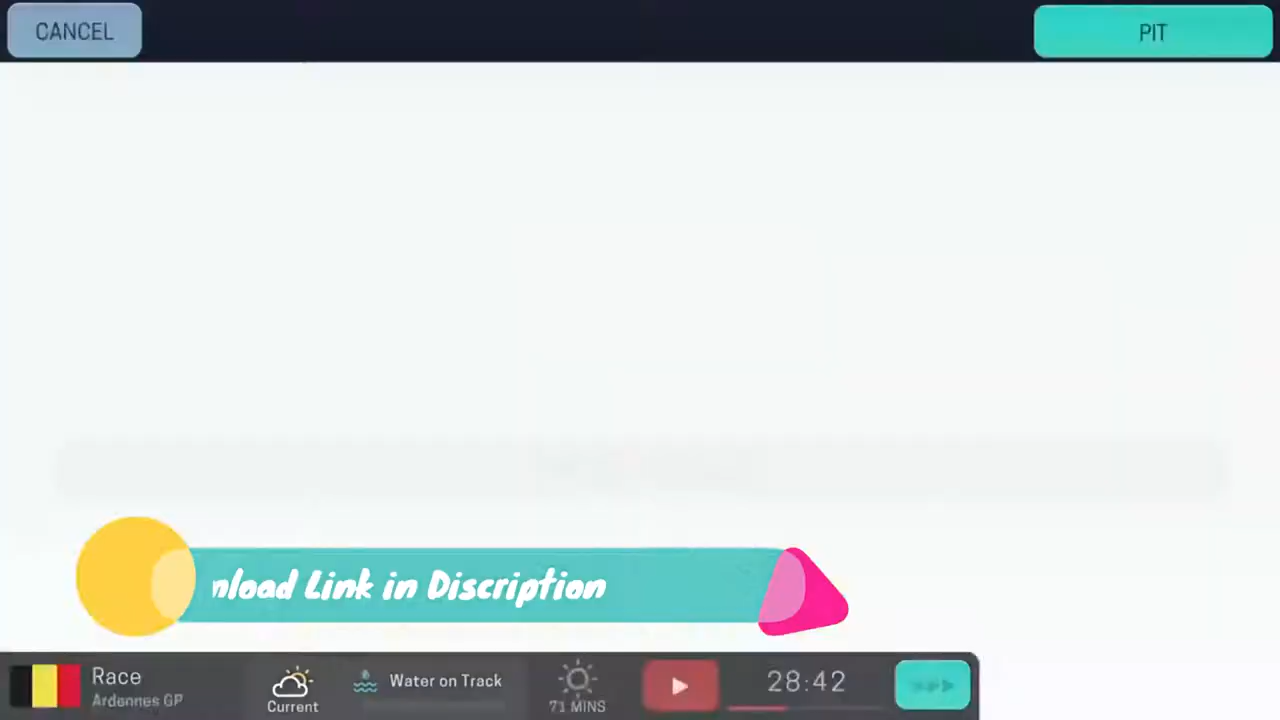 CANCEL
PIT
nload Link in Discription
Race
Ardennes GP
Current
Water on Track
71 MINS
28:42